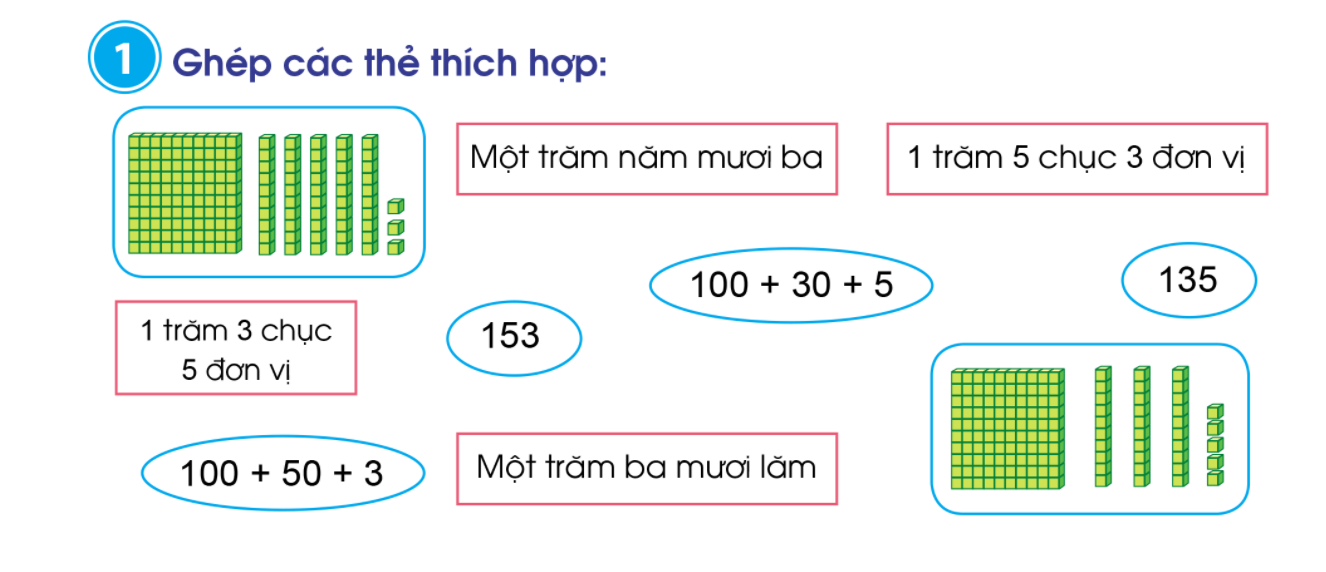 1
Ghép các thẻ thích hợp:
Một trăm năm mươi ba
1 trăm 5 chục 3 đơn vị
100 + 30 + 5
135
1 trăm 3 chục
5 đơn vị
153
100 + 50 + 3
Một trăm ba mươi lăm